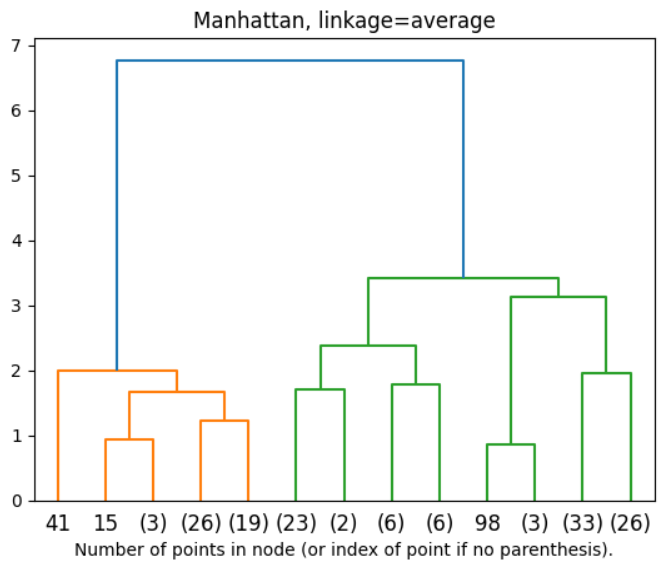 Manhattan, linkage=average
7
6
5
4
3
2
1
0
41 15 (3) (26) (19) (23) (2) (6) (6) 98 (3) (33) (26)
Number of points in node (or index of point if no parenthesis).